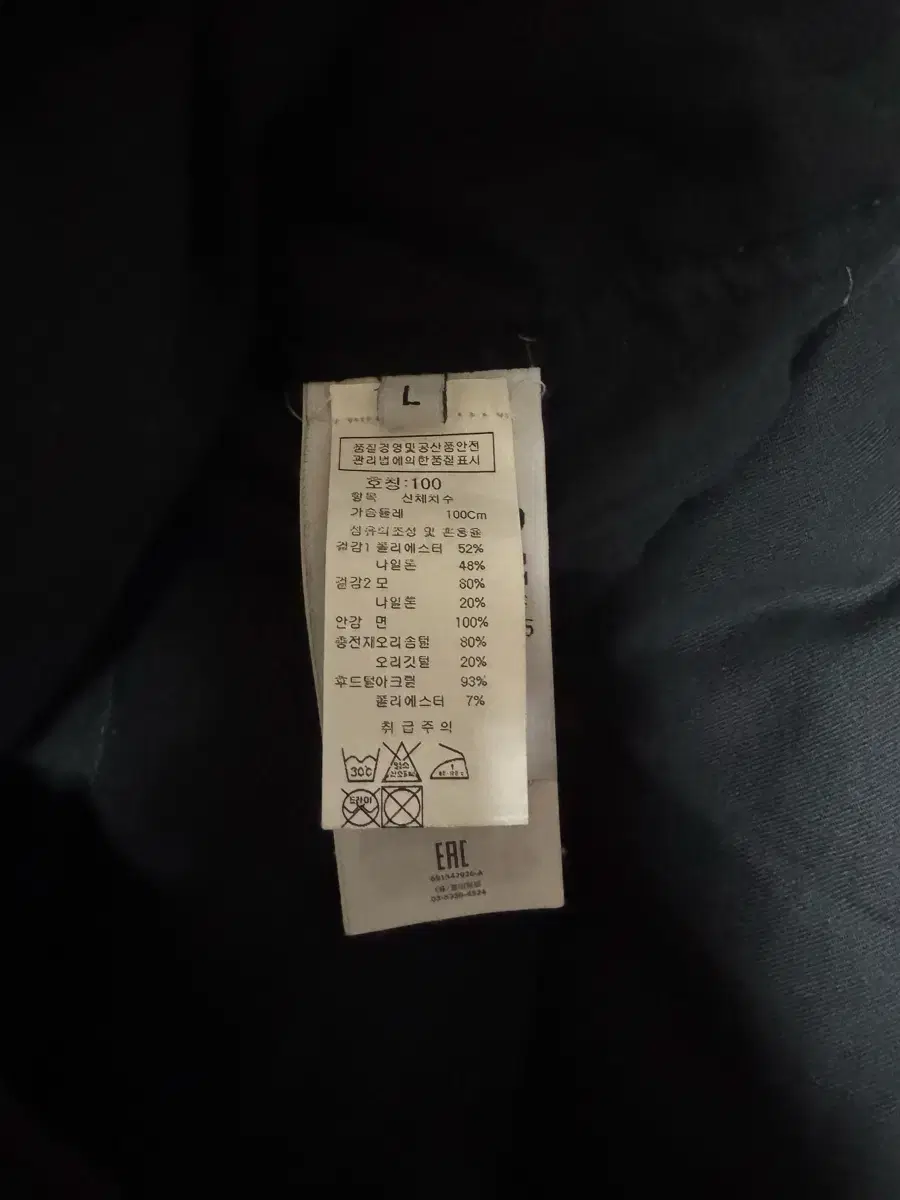 L
품질경영및공산품안전
관리법에의한품질표시
호칭:100
항목 신체치수
가슴둘레 100Cm
섬유의조성 및 혼용율
겉감1 폴리에스터 52%
나일론 48%
겉감2 모 80%
나일론 20%
안감 면 100%
충전재오리솜털 80%
오리깃털 20%
후드털아크릴 93%
폴리에스터 7%
취급주의
30℃
드라이
EAC